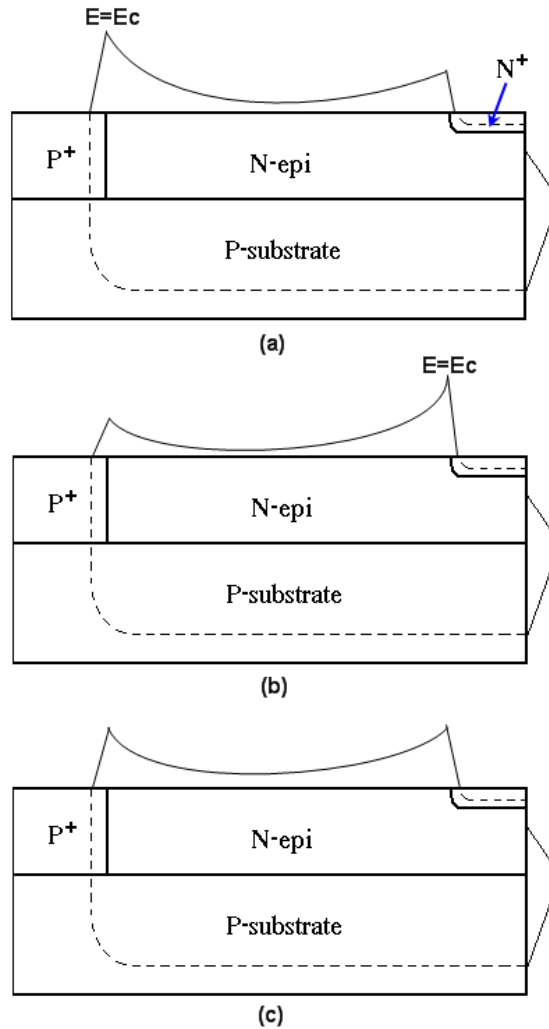 E=Ec
N+
P+
N-epi
P-substrate
(a)
E=Ec
P+
N-epi
P-substrate
(b)
P+
N-epi
P-substrate
(c)